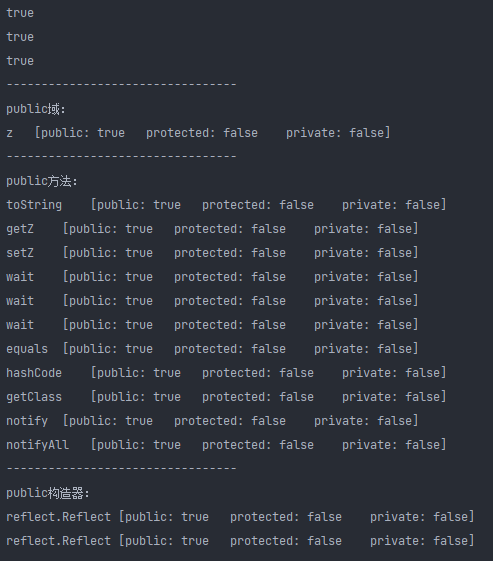 true
true
true
---------------------------------
public域:
z   [public: true   protected: false    private: false]
---------------------------------
public方法:
toString    [public: true   protected: false    private: false]
getZ    [public: true   protected: false    private: false]
setZ    [public: true   protected: false    private: false]
wait    [public: true   protected: false    private: false]
wait    [public: true   protected: false    private: false]
wait    [public: true   protected: false    private: false]
equals  [public: true   protected: false    private: false]
hashCode    [public: true   protected: false    private: false]
getClass    [public: true   protected: false    private: false]
notify  [public: true   protected: false    private: false]
notifyAll   [public: true   protected: false    private: false]
---------------------------------
public构造器:
reflect.Reflect [public: true   protected: false    private: false]
reflect.Reflect [public: true   protected: false    private: false]